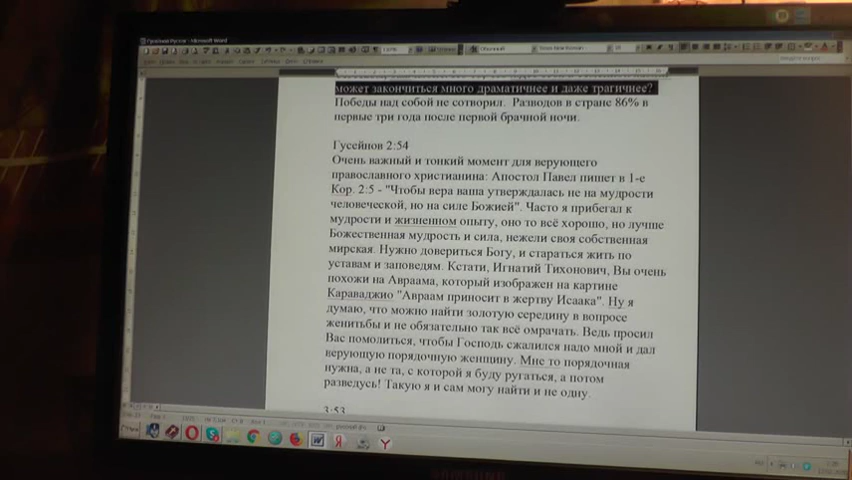 Microsoft Word
может закончиться много драматичнее и даже трагичнее?
Победы над собой не сотворил. Разводов в стране 86% в
первые три года после первой брачной ночи.
Гусейнов 2:54
Очень важный и тонкий момент для верующего
православного христианина: Апостол Павел пишет в 1-е
Кор. 2:5 - "Чтобы вера ваша утверждалась не на мудрости
человеческой, но на силе Божией". Часто я прибегал к
мудрости и жизненном опыту, оно то всё хорошо, но лучше
Божественная мудрость и сила, нежели своя собственная
мирская. Нужно довериться Богу, и стараться жить по
уставам и заповедям. Кстати, Игнатий Тихонович, Вы очень
похожи на Авраама, который изображен на картине
Караваджио "Авраам приносит в жертву Исаака". Ну я
думаю, что можно найти золотую середину в вопросе
женитьбы и не обязательно так всё омрачать. Ведь просил
Вас помолиться, чтобы Господь сжалился надо мной и дал
верующую порядочную женщину. Мне то порядочная
нужна, а не та, с которой я буду ругаться, а потом
разведусь! Такую я и сам могу найти и не одну.
3:53